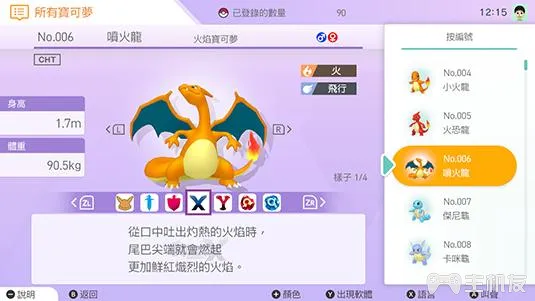 所有寶可夢
已登錄的數量 90
12:15
No.006 噴火龍 火焰寶可夢
CHT
火
飛行
身高
1.7m
體重
90.5kg
L
R
樣子 1/4
ZL
X
Y
ZR
從口中吐出灼熱的火焰時,
尾巴尖端就會燃起
更加鮮紅熾烈的火焰。
按編號
No.004
小火龍
No.005
火恐龍
No.006
噴火龍
No.007
傑尼龜
No.008
卡咪龜
說明
B 返回
顏色
Y 出現軟體
X 語言
A 叫聲
主机友